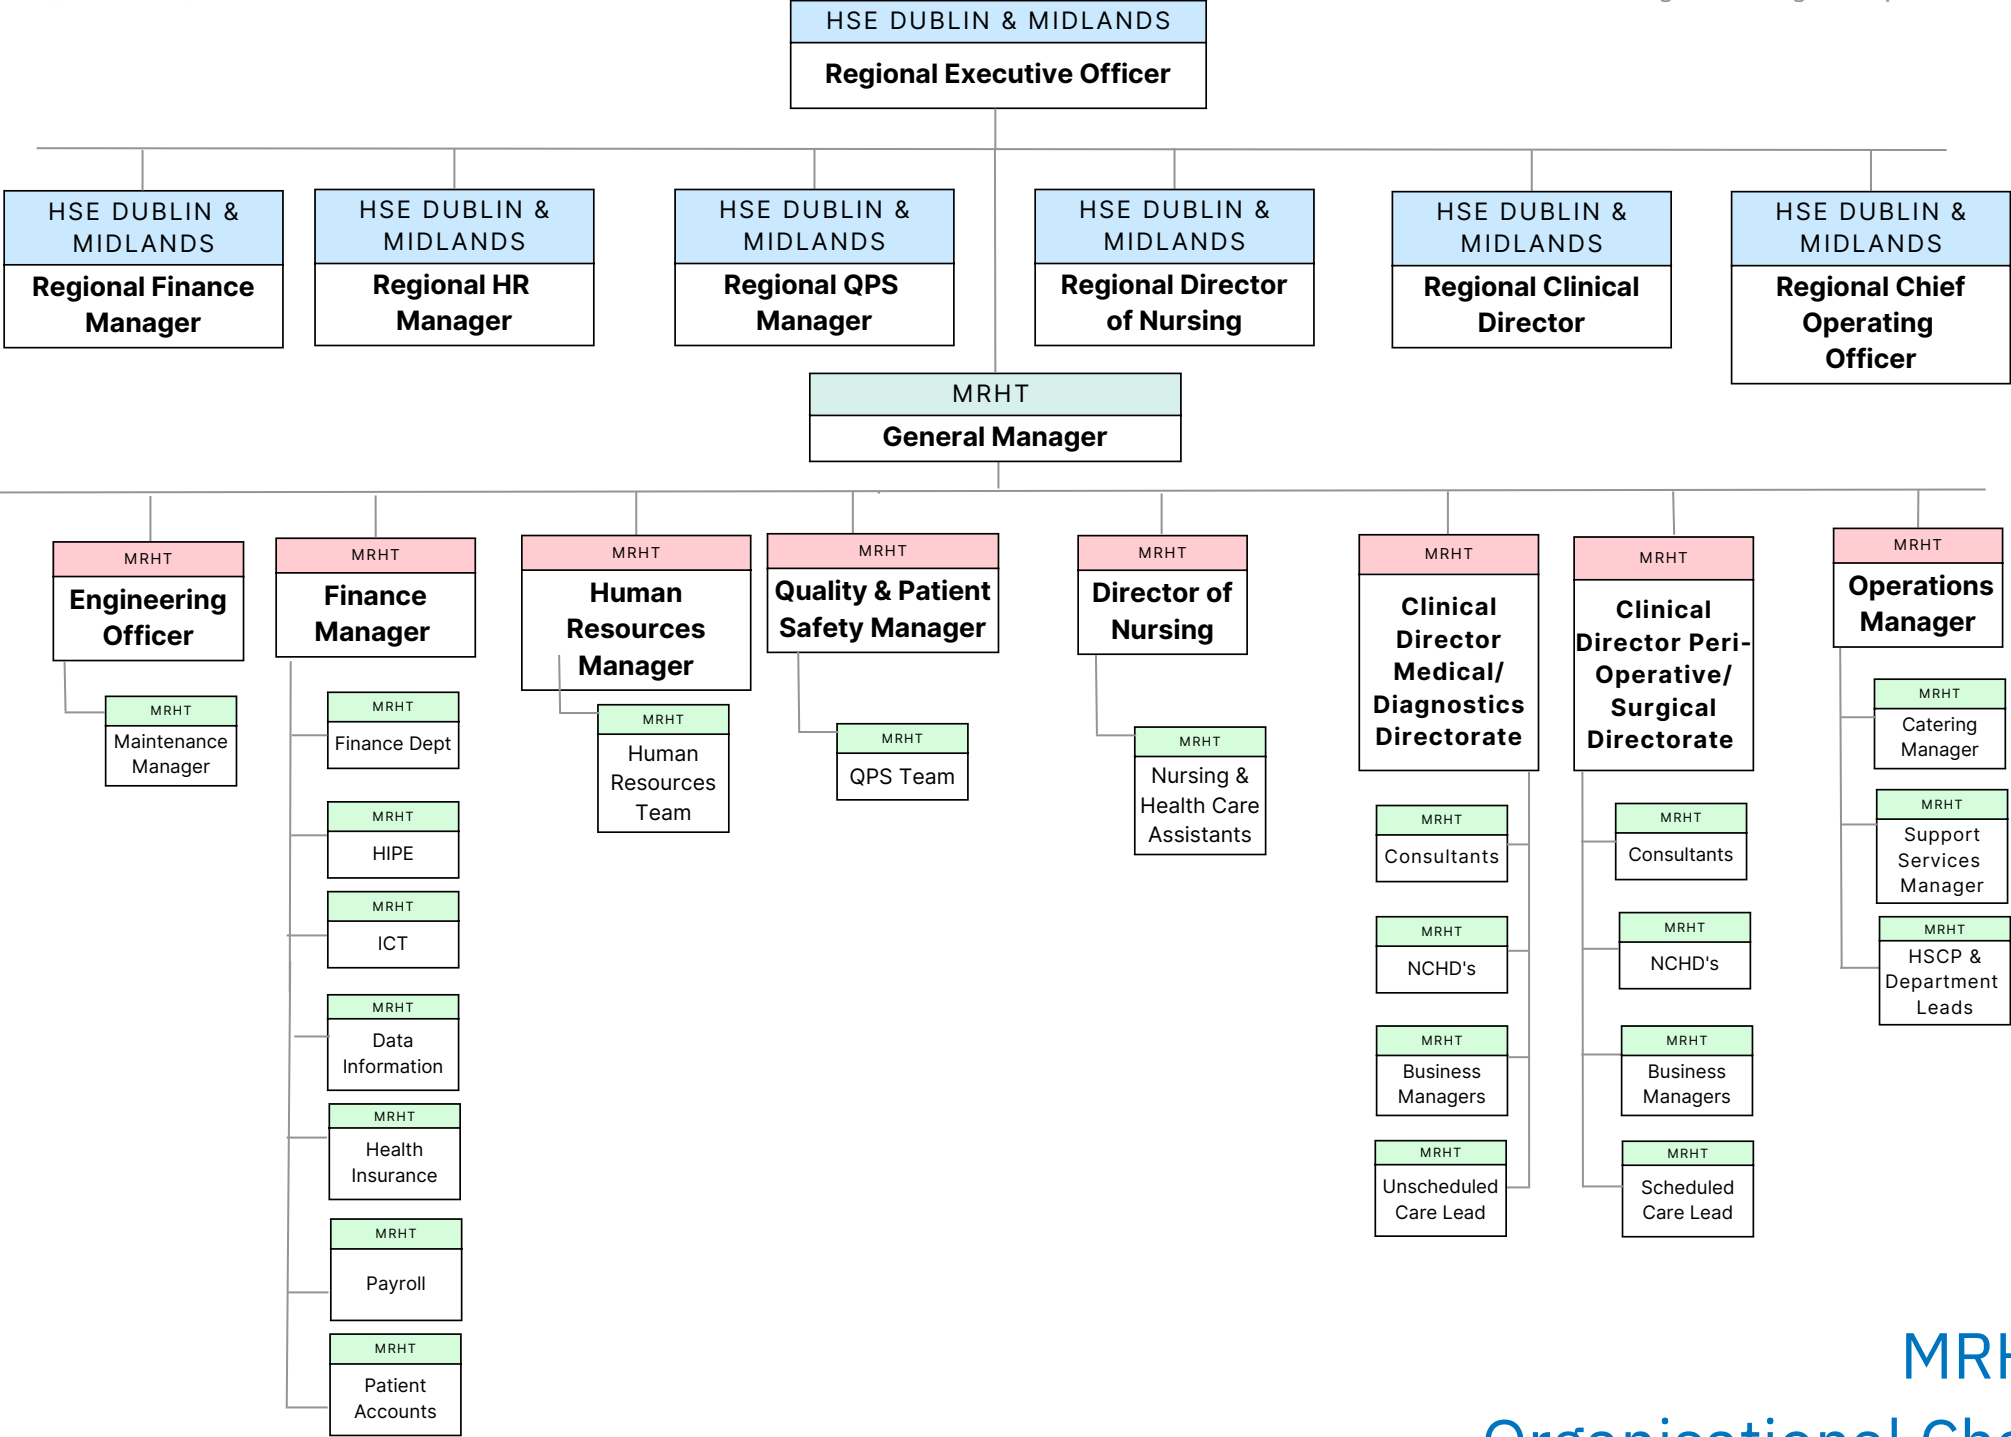 HSE DUBLIN & MIDLANDS
Regional Executive Officer
HSE DUBLIN &
MIDLANDS
Regional Finance
Manager
HSE DUBLIN &
MIDLANDS
Regional HR
Manager
HSE DUBLIN &
MIDLANDS
Regional QPS
Manager
HSE DUBLIN &
MIDLANDS
Regional Director
of Nursing
HSE DUBLIN &
MIDLANDS
Regional Clinical
Director
HSE DUBLIN &
MIDLANDS
Regional Chief
Operating
Officer
MRHT
General Manager
MRHT
Engineering
Officer
MRHT
Maintenance
Manager
MRHT
Finance
Manager
MRHT
Finance Dept
MRHT
HIPE
MRHT
ICT
MRHT
Data
Information
MRHT
Health
Insurance
MRHT
Payroll
MRHT
Patient
Accounts
MRHT
Human
Resources
Manager
MRHT
Human
Resources
Team
MRHT
Quality & Patient
Safety Manager
MRHT
QPS Team
MRHT
Director of
Nursing
MRHT
Nursing &
Health Care
Assistants
MRHT
Clinical
Director
Medical/
Diagnostics
Directorate
MRHT
Consultants
MRHT
NCHD's
MRHT
Business
Managers
MRHT
Unscheduled
Care Lead
MRHT
Clinical
Director Peri-
Operative/
Surgical
Directorate
MRHT
Consultants
MRHT
NCHD's
MRHT
Business
Managers
MRHT
Scheduled
Care Lead
MRHT
Operations
Manager
MRHT
Catering
Manager
MRHT
Support
Services
Manager
MRHT
HSCP &
Department
Leads